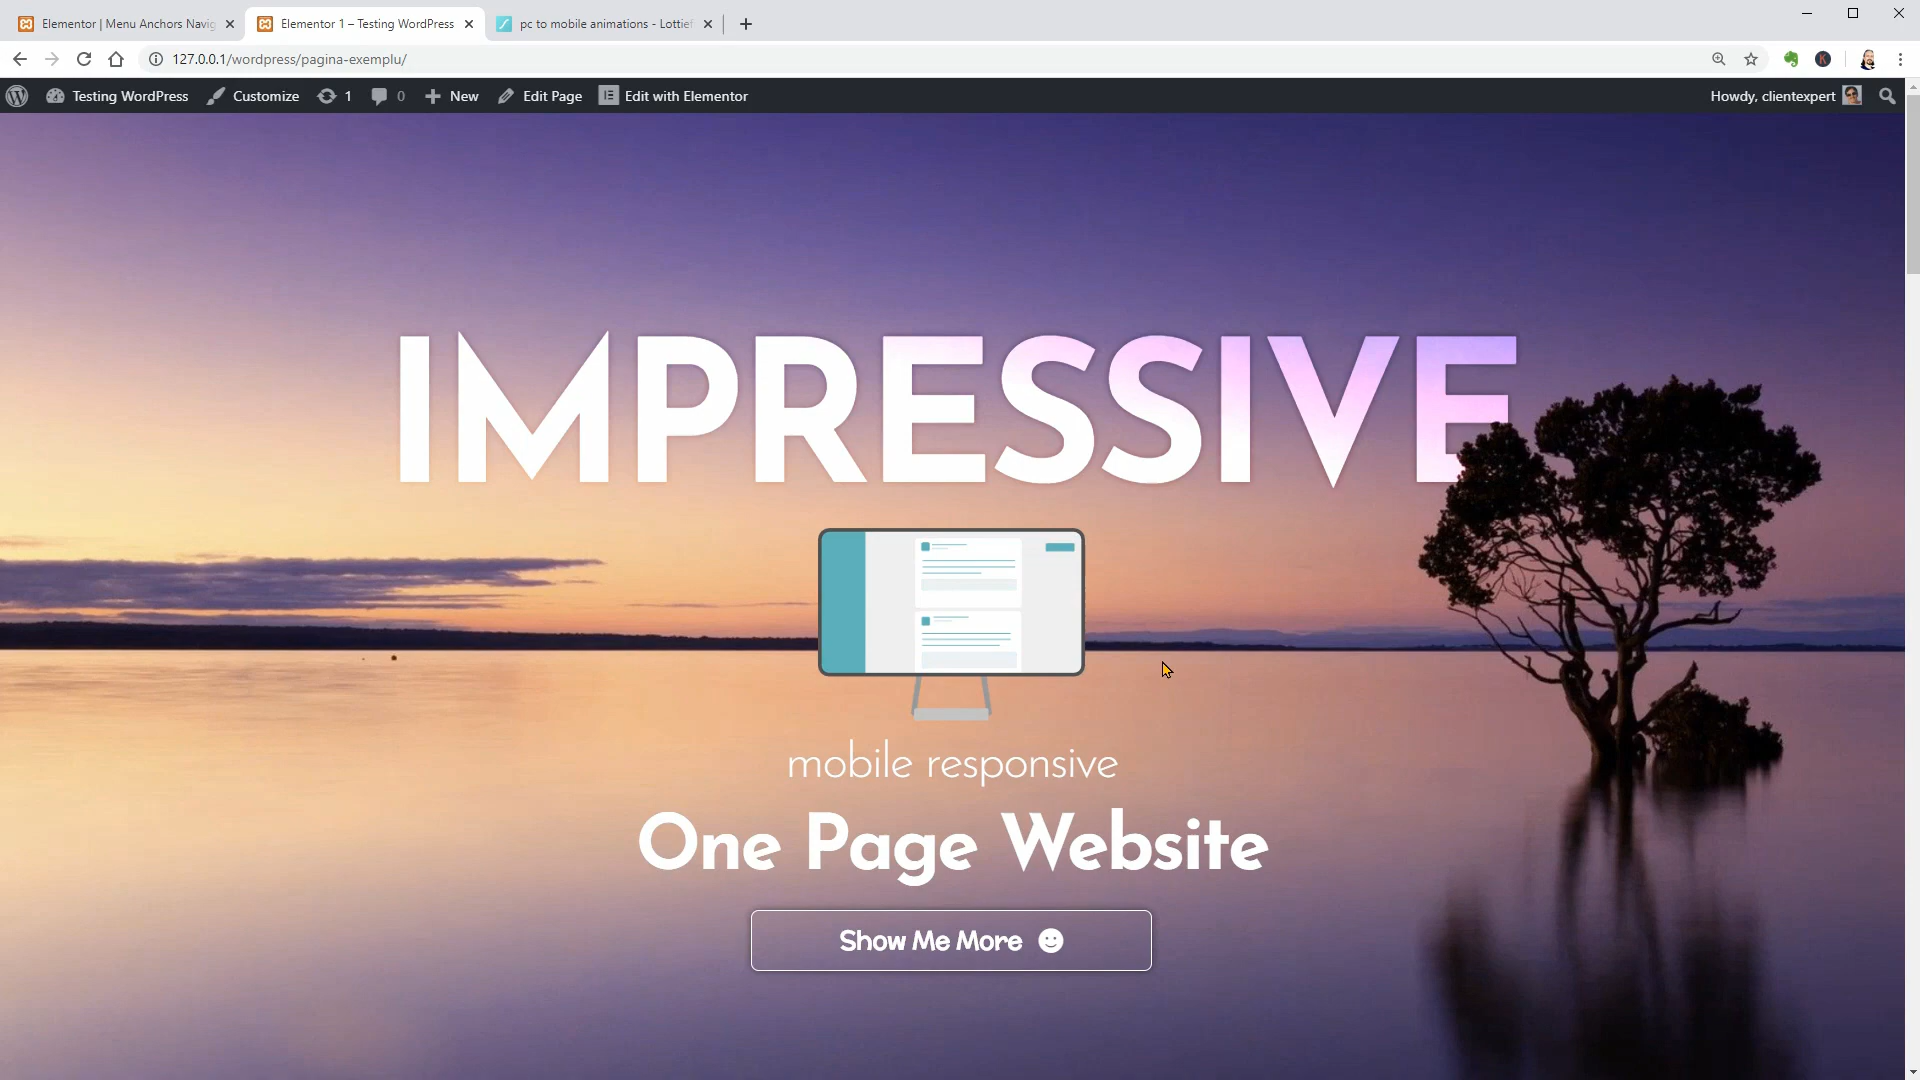 Elementor | Menu Anchors Navig
Elementor 1 – Testing WordPress
pc to mobile animations - Lottief
127.0.0.1/wordpress/pagina-exemplu/
Testing WordPress
Customize
1
0
New
Edit Page
Edit with Elementor
Howdy, clientexpert
IMPRESSIVE
mobile responsive
One Page Website
Show Me More